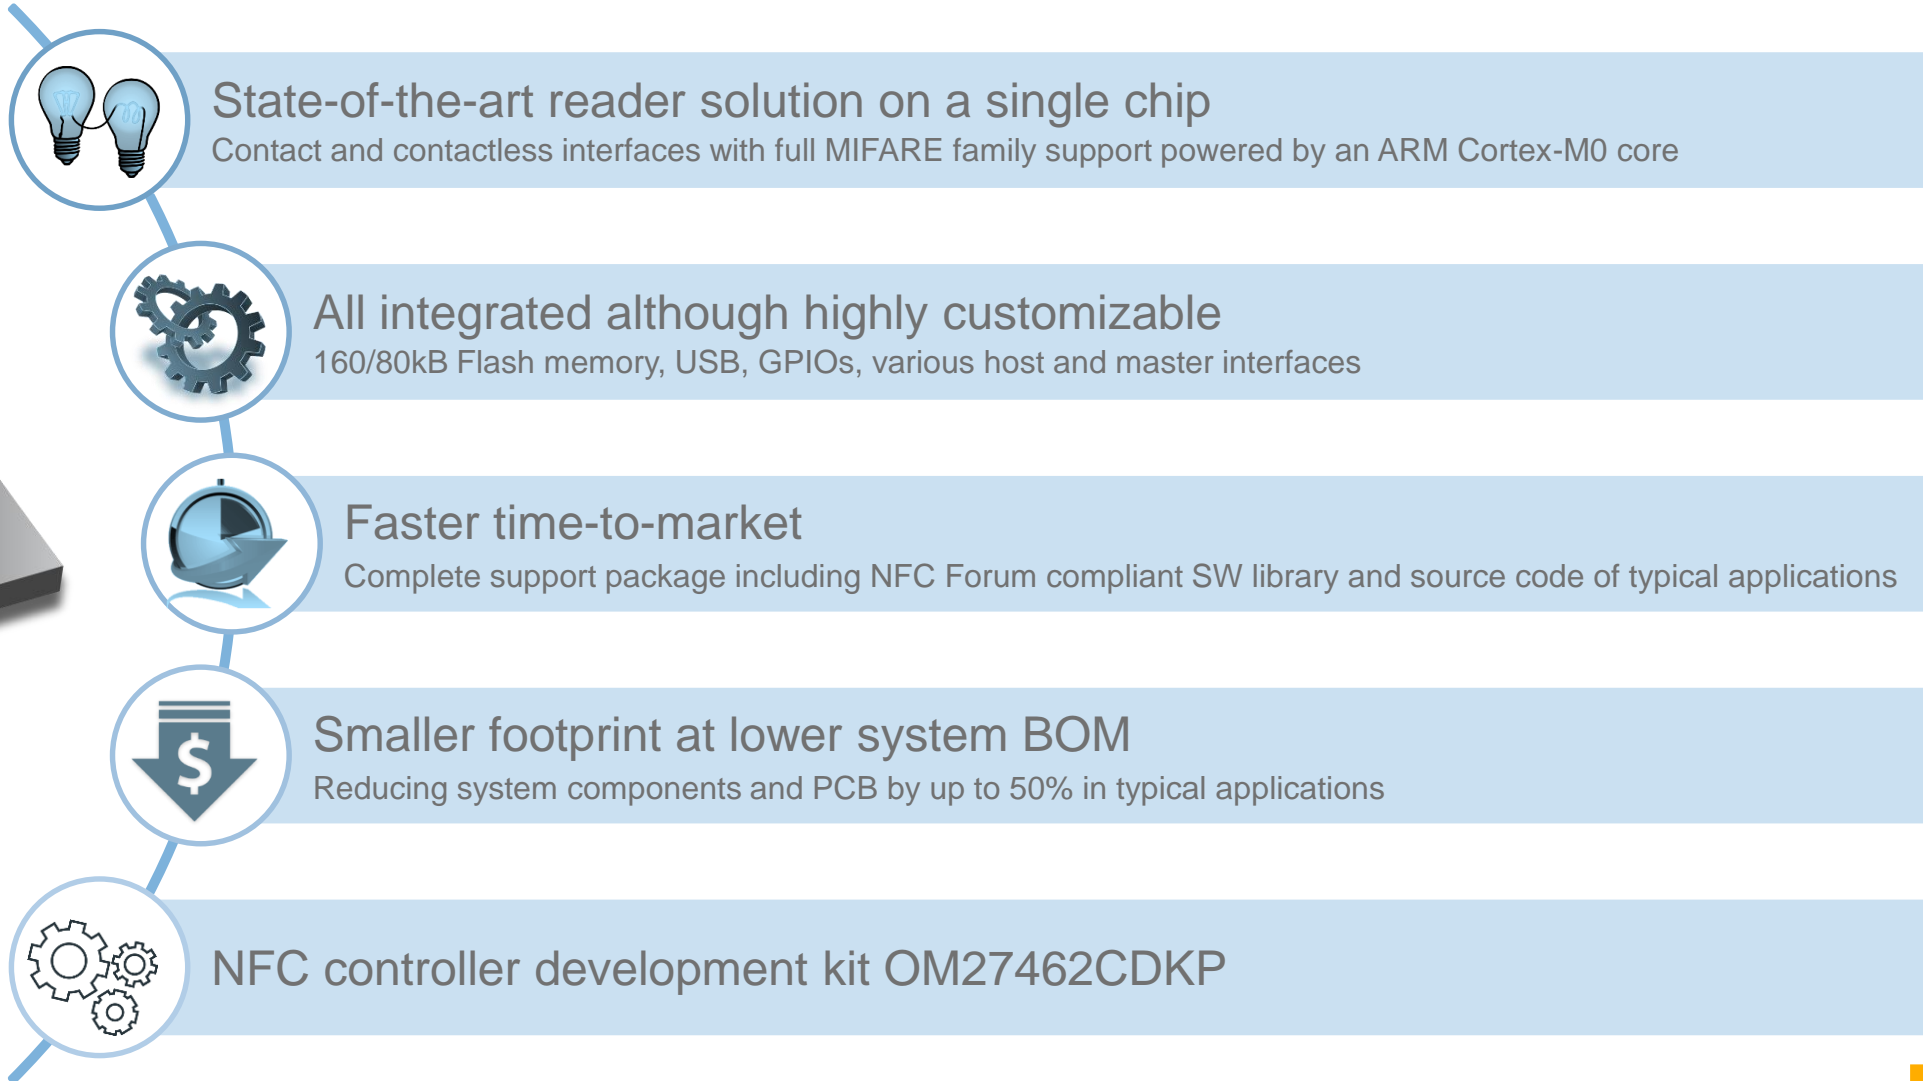 State-of-the-art reader solution on a single chip
Contact and contactless interfaces with full MIFARE family support powered by an ARM Cortex-M0 core
All integrated although highly customizable
160/80kB Flash memory, USB, GPIOs, various host and master interfaces
Faster time-to-market
Complete support package including NFC Forum compliant SW library and source code of typical applications
$
Smaller footprint at lower system BOM
Reducing system components and PCB by up to 50% in typical applications
NFC controller development kit OM27462CDKP